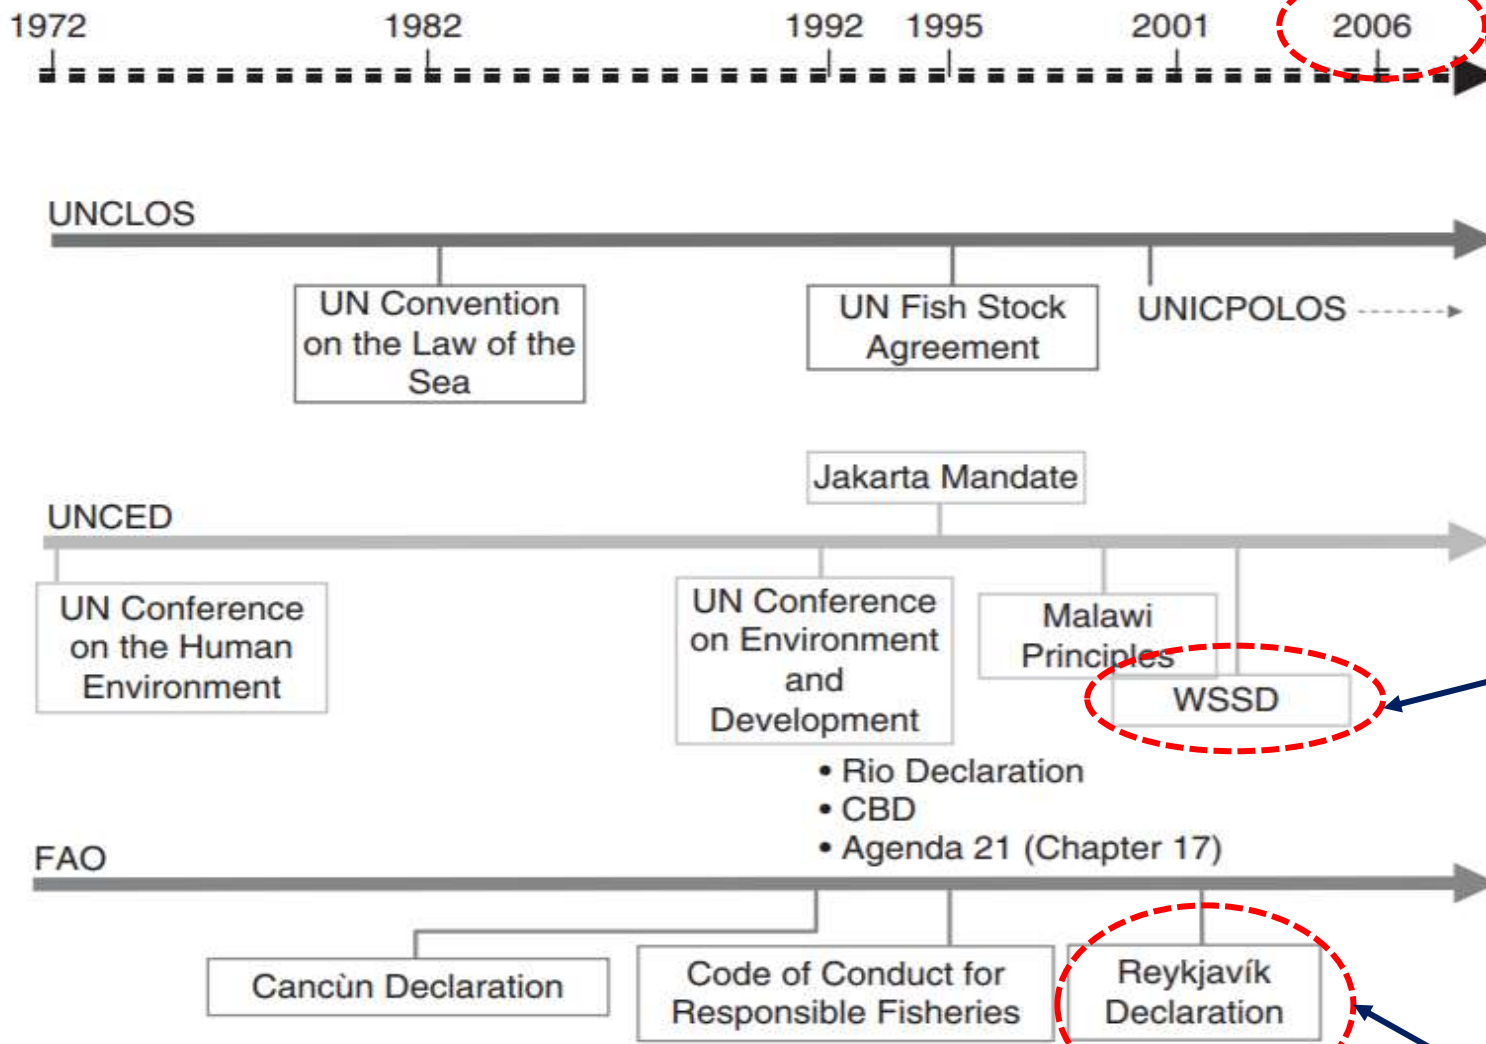 1972 1982 1992 1995 2001 2006
UNCLOS
UN Convention
on the Law of the
Sea
UN Fish Stock
Agreement
UNICPOLOS
Jakarta Mandate
UNCED
UN Conference
on the Human
Environment
UN Conference
on Environment
and
Development
Malawi
Principles
WSSD
• Rio Declaration
• CBD
• Agenda 21 (Chapter 17)
FAO
Cancùn Declaration
Code of Conduct for
Responsible Fisheries
Reykjavík
Declaration